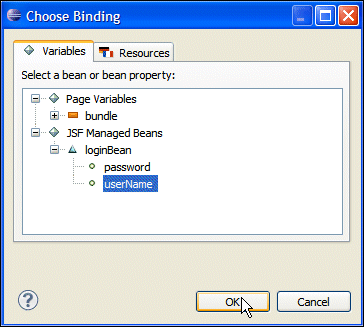 Choose Binding
Variables
Resources
Select a bean or bean property:
Page Variables
bundle
JSF Managed Beans
loginBean
password
userName
OK
Cancel